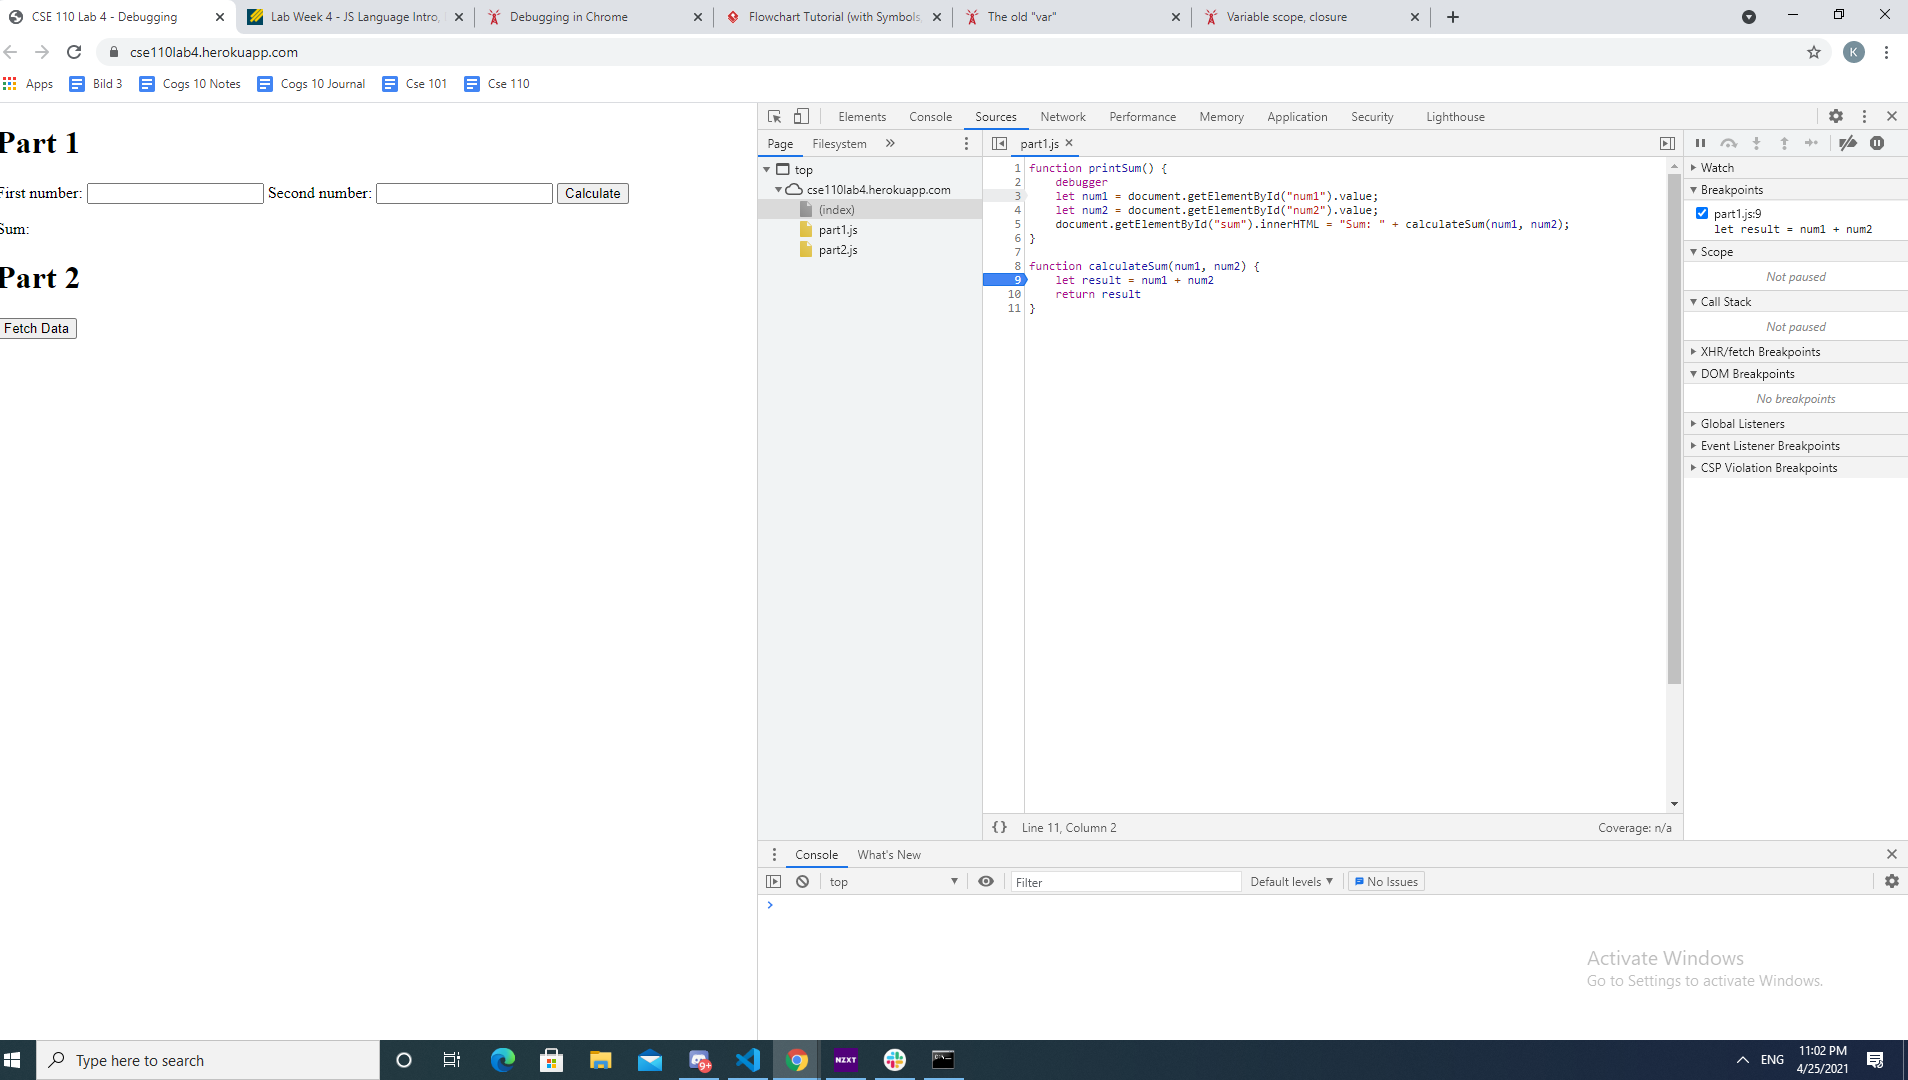 CSE 110 Lab 4 - Debugging
Lab Week 4 - JS Language Intro,
Debugging in Chrome
Flowchart Tutorial (with Symbols,
The old "var"
Variable scope, closure
cse110lab4.herokuapp.com
K
Apps
Bild 3
Cogs 10 Notes
Cogs 10 Journal
Cse 101
Cse 110
Part 1
First number:
Second number:
Calculate
Sum:
Part 2
Fetch Data
Elements
Console
Sources
Network
Performance
Memory
Application
Security
Lighthouse
Page
Filesystem
part1.js
top
cse110lab4.herokuapp.com
(index)
part1.js
part2.js
1 function printSum() {
2 debugger
3 let num1 = document.getElementById("num1").value;
4 let num2 = document.getElementById("num2").value;
5 document.getElementById("sum").innerHTML = "Sum: " + calculateSum(num1, num2);
6 }
7
8 function calculateSum(num1, num2) {
9 let result = num1 + num2
10 return result
11 }
{} Line 11, Column 2
Coverage: n/a
Watch
Breakpoints
part1.js:9
let result = num1 + num2
Scope
Not paused
Call Stack
Not paused
XHR/fetch Breakpoints
DOM Breakpoints
No breakpoints
Global Listeners
Event Listener Breakpoints
CSP Violation Breakpoints
Console
What's New
top
Filter
Default levels
No Issues
Activate Windows
Go to Settings to activate Windows.
Type here to search
9+
NZXT
ENG
11:02 PM
4/25/2021